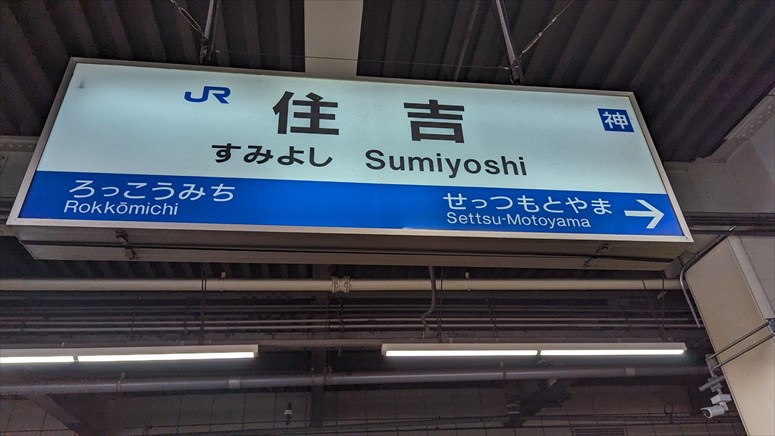 JR 住吉 神
すみよし Sumiyoshi
ろっこうみち せっつもとやま
Rokkōmichi Settsu-Motoyama